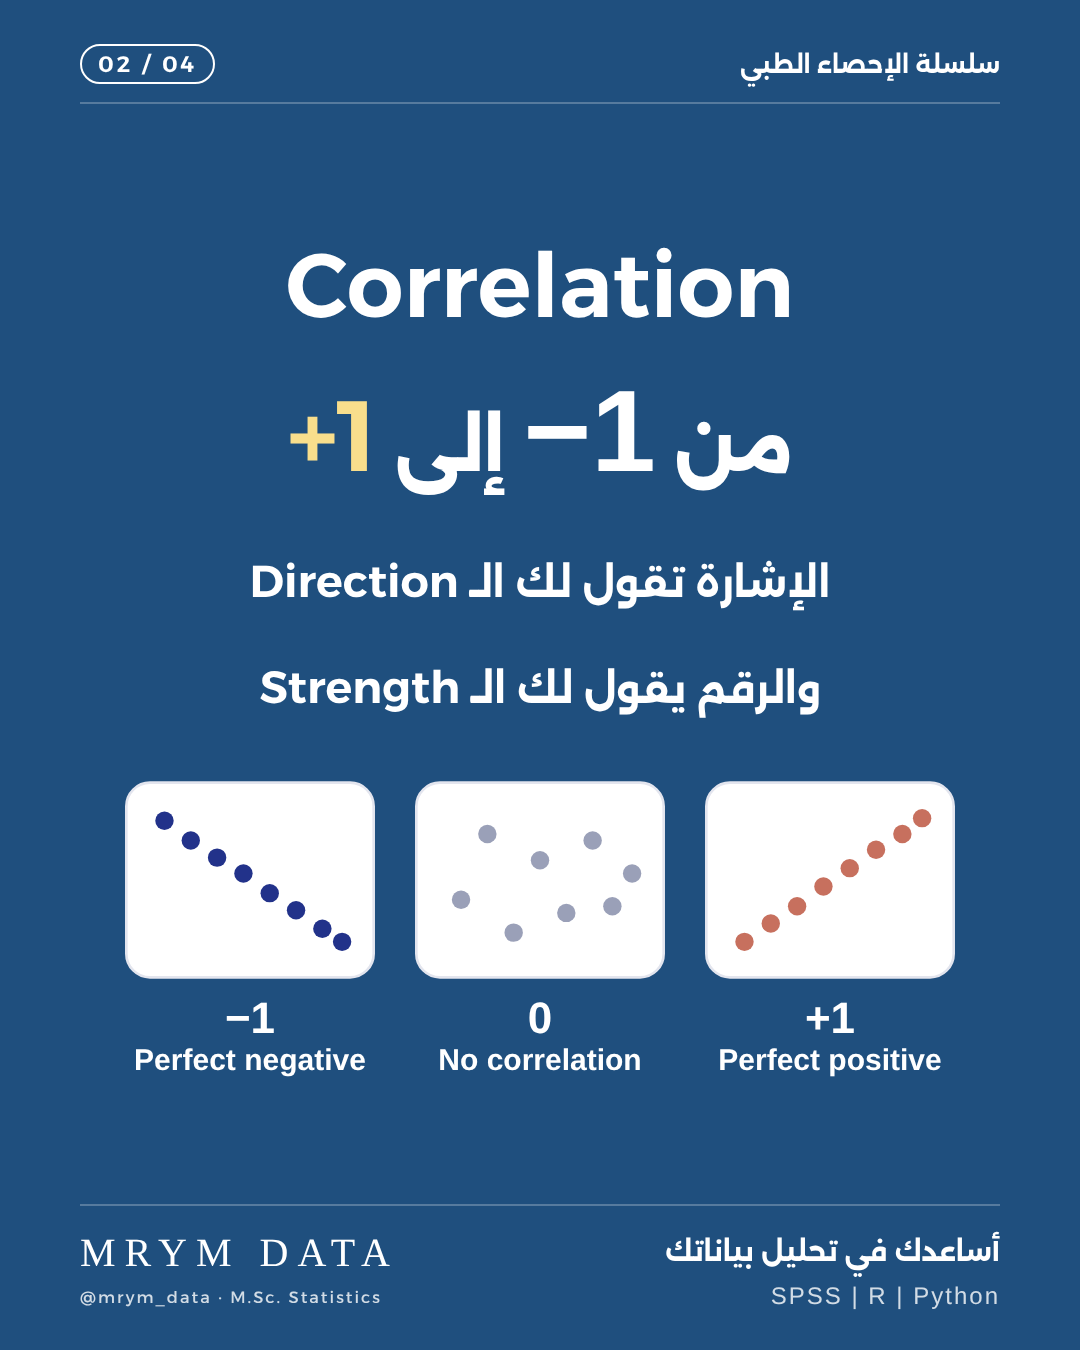 سلسلة الإحصاء الطبي
02 / 04
Correlation
من −1 إلى +1
الإشارة تقول لك الـ Direction
والرقم يقول لك الـ Strength
−1
Perfect negative
0
No correlation
+1
Perfect positive
أساعدك في تحليل بياناتك
SPSS | R | Python
MRYM DATA
@mrym_data · M.Sc. Statistics